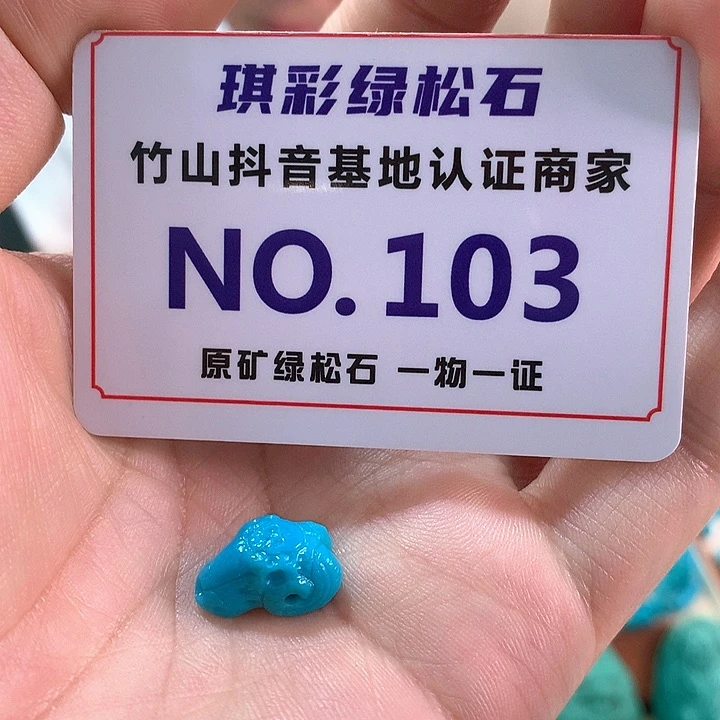 琪彩绿松石
竹山抖音基地认证商家
NO.103
原矿绿松石 一物一证